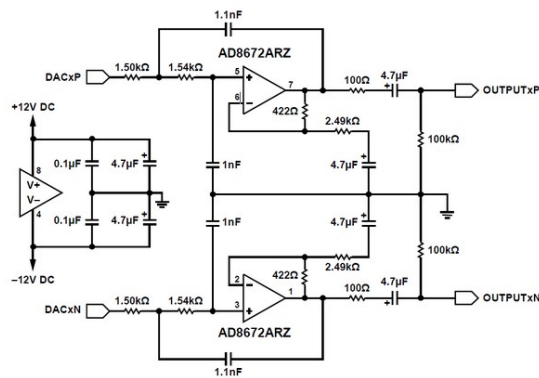 1.1nF
AD8672ARZ
DACxP
1.50kΩ
1.54kΩ
5
+
7
6
–
100Ω
4.7µF
+
OUTPUTxP
422Ω
2.49kΩ
100kΩ
+12V DC
8
V+
V–
4
0.1µF
4.7µF
+
0.1µF
4.7µF
+
–12V DC
1nF
4.7µF
+
1nF
4.7µF
+
2.49kΩ
100kΩ
422Ω
2
–
3
+
1
100Ω
4.7µF
+
OUTPUTxN
DACxN
1.50kΩ
1.54kΩ
AD8672ARZ
1.1nF